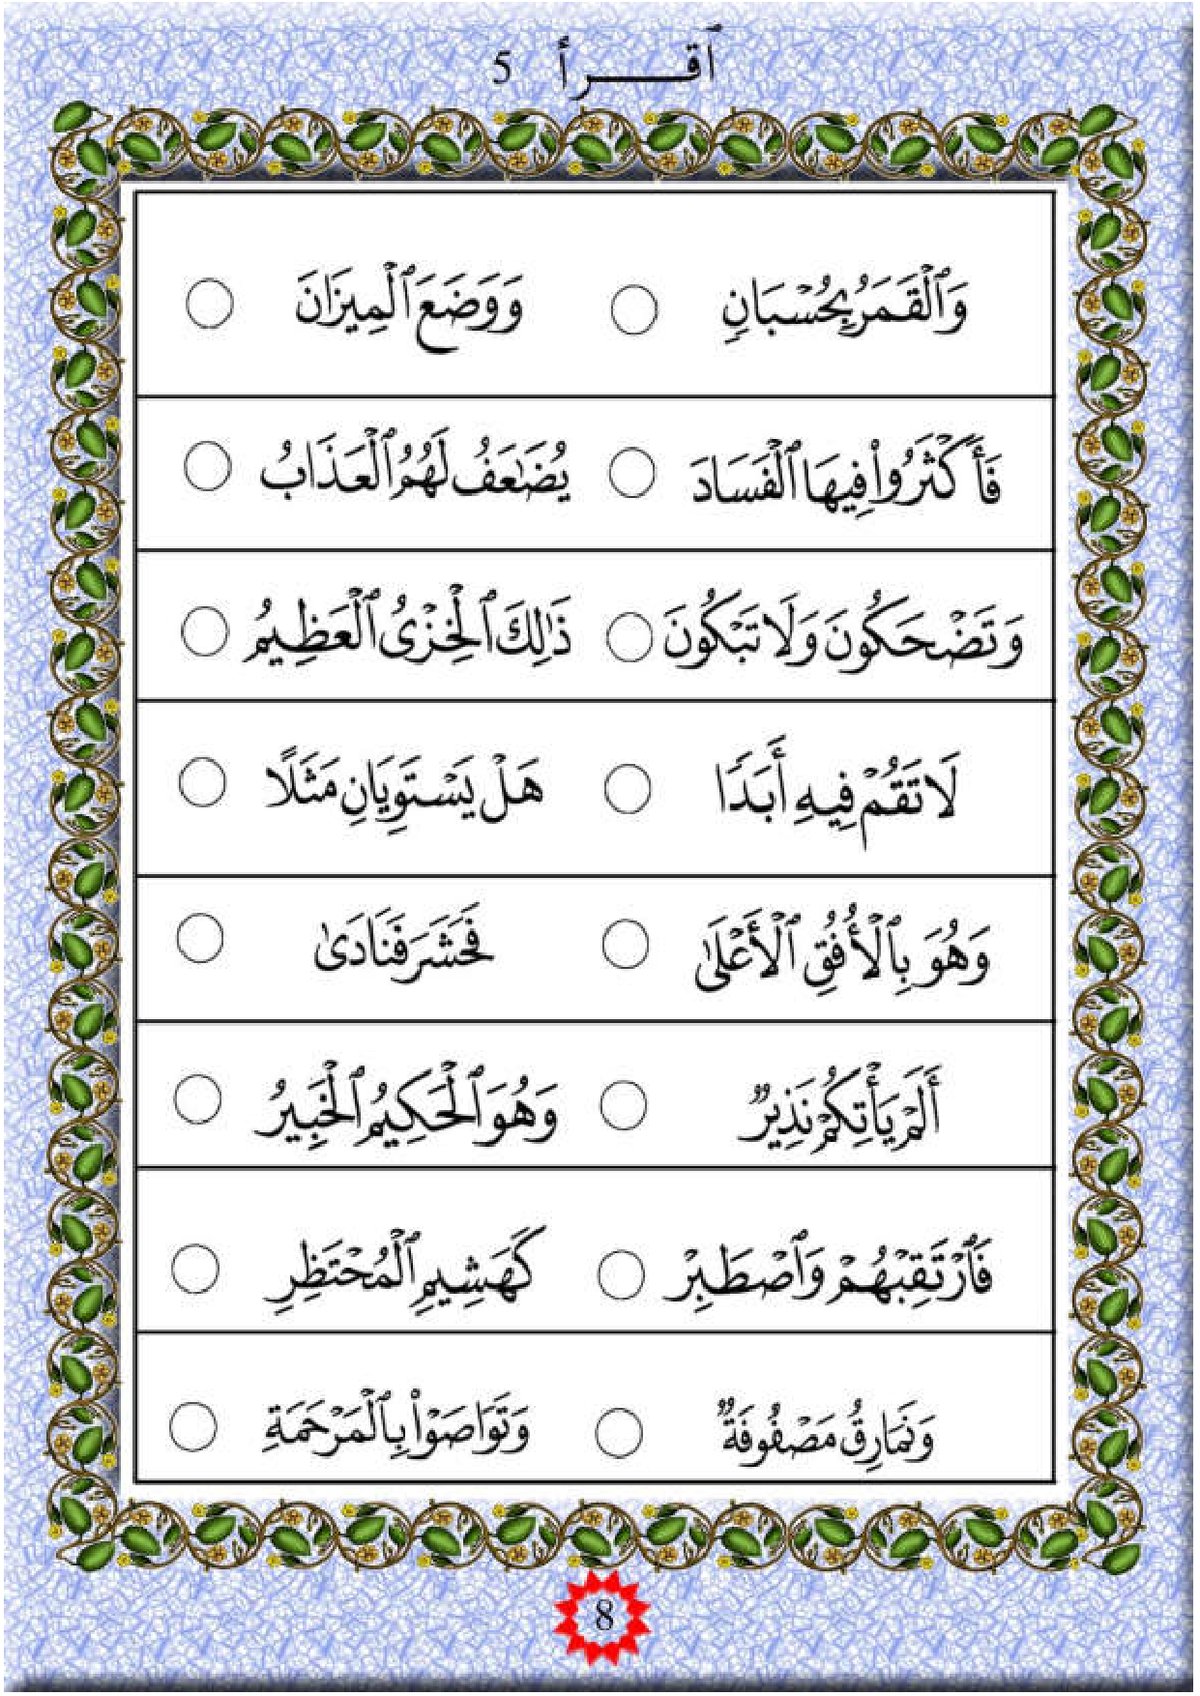 ٱقــــرأ 5
وَٱلْقَمَرُ بِحُسْبَانٍ ○ وَوَضَعَ ٱلْمِيزَانَ ○
فَأَكْثَرُوا۟ فِيهَا ٱلْفَسَادَ ○ يُضَٰعَفُ لَهُمُ ٱلْعَذَابُ ○
وَتَضْحَكُونَ وَلَا تَبْكُونَ ○ ذَٰلِكَ ٱلْخِزْىُ ٱلْعَظِيمُ ○
لَا تَقُمْ فِيهِ أَبَدًا ○ هَلْ يَسْتَوِيَانِ مَثَلًا ○
وَهُوَ بِٱلْأُفُقِ ٱلْأَعْلَىٰ ○ فَحَشَرَ فَنَادَىٰ ○
أَلَمْ يَأْتِكُمْ نَذِيرٌ ○ وَهُوَ ٱلْحَكِيمُ ٱلْخَبِيرُ ○
فَٱرْتَقِبْهُمْ وَٱصْطَبِرْ ○ كَهَشِيمِ ٱلْمُحْتَظِرِ ○
وَنَمَارِقُ مَصْفُوفَةٌ ○ وَتَوَاصَوْا۟ بِٱلْمَرْحَمَةِ ○
8